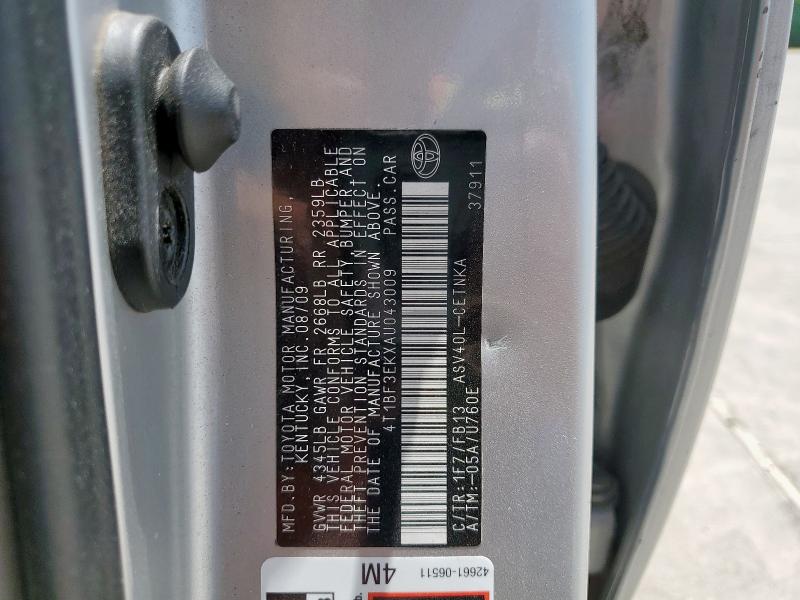 MFD.BY:TOYOTA MOTOR MANUFACTURING,
KENTUCKY, INC. 08/09
GVWR 4345LB GAWR FR 2668LB RR 2359LB
THIS VEHICLE CONFORMS TO ALL APPLICABLE
FEDERAL MOTOR VEHICLE SAFETY, BUMPER, AND
THEFT PREVENTION STANDARDS IN EFFECT ON
THE DATE OF MANUFACTURE SHOWN ABOVE.
4T1BF3EKXAU043009 PASS.CAR
C/TR:1F7/FB13 ASV40L-CETNKA
A/TM:-05A/U760E 37911
4M
42661-06511